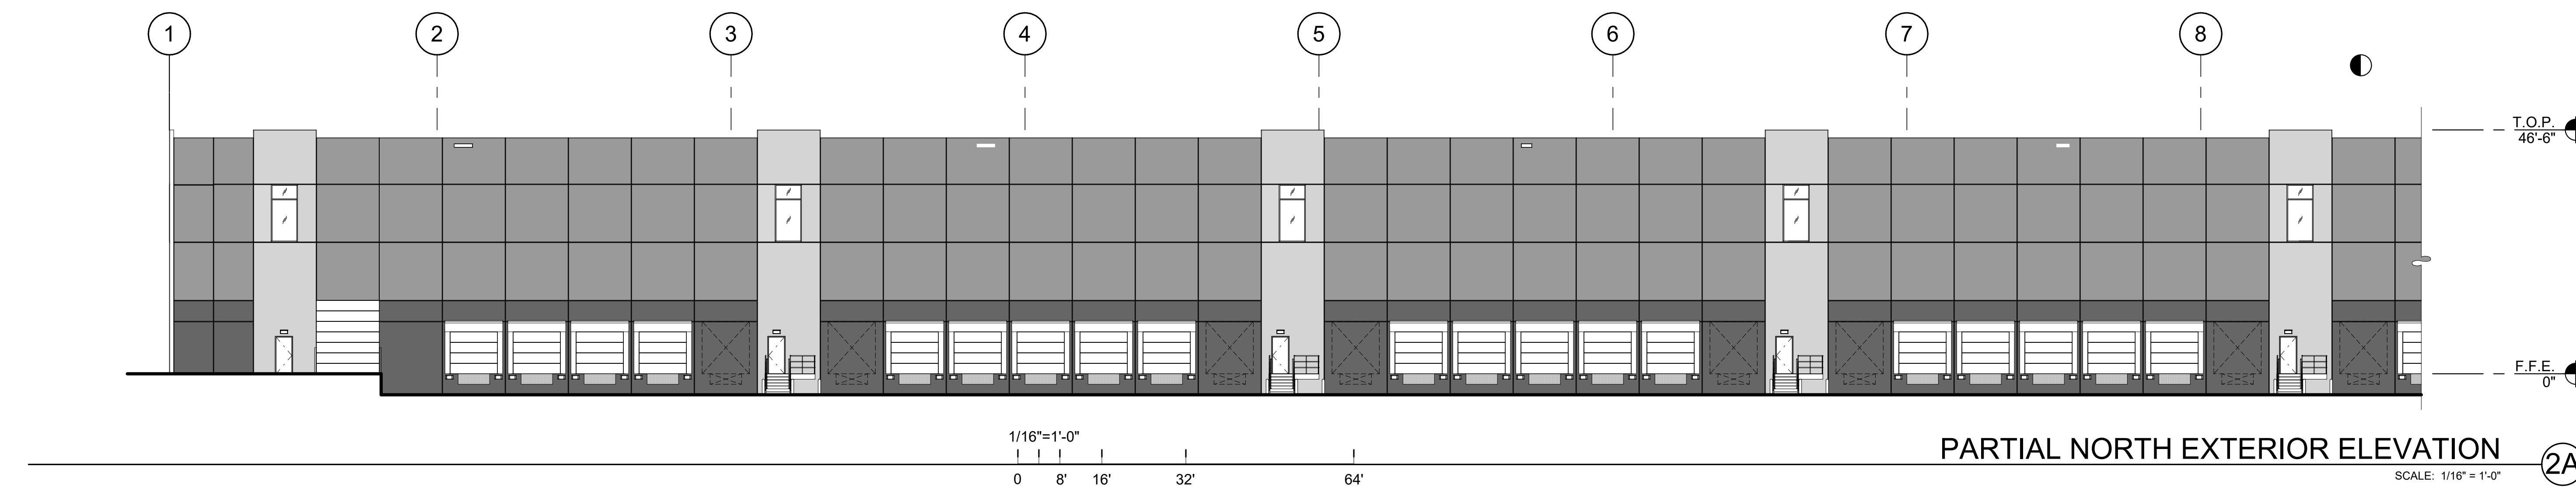 1 2 3 4 5 6 7 8
T.O.P.
46'-6"
F.F.E.
0"
1/16"=1'-0"
0 8' 16' 32' 64'
PARTIAL NORTH EXTERIOR ELEVATION
SCALE: 1/16" = 1'-0"
2A